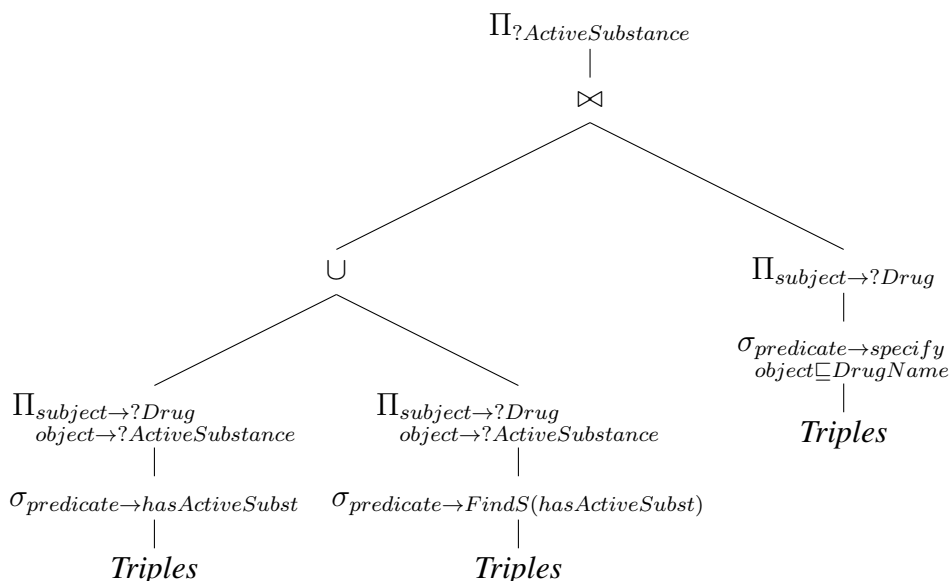 Π?ActiveSubstance
⋈
∪
Πsubject→?Drug
σpredicate→specify
object⊑DrugName
Triples
Πsubject→?Drug
object→?ActiveSubstance
Πsubject→?Drug
object→?ActiveSubstance
σpredicate→hasActiveSubst
σpredicate→FindS(hasActiveSubst)
Triples
Triples